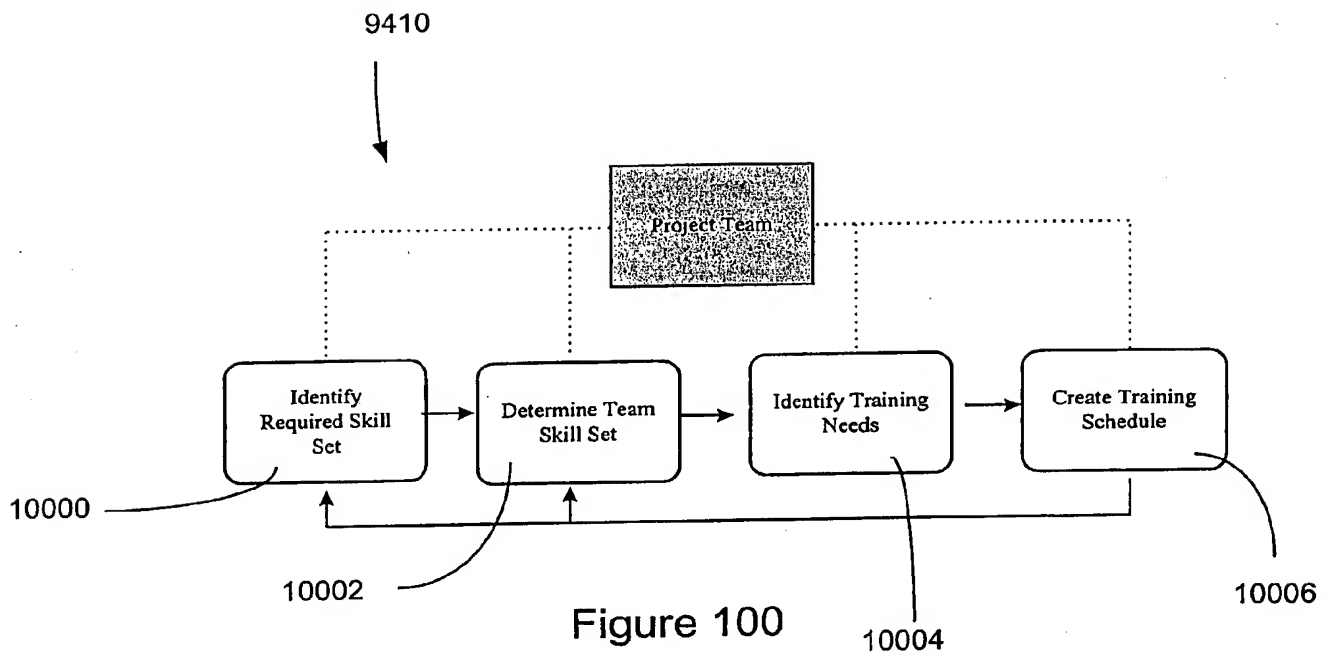 9410
Project Team
Identify
Required Skill
Set
Determine Team
Skill Set
Identify Training
Needs
Create Training
Schedule
10000
10002
10004
10006
Figure 100